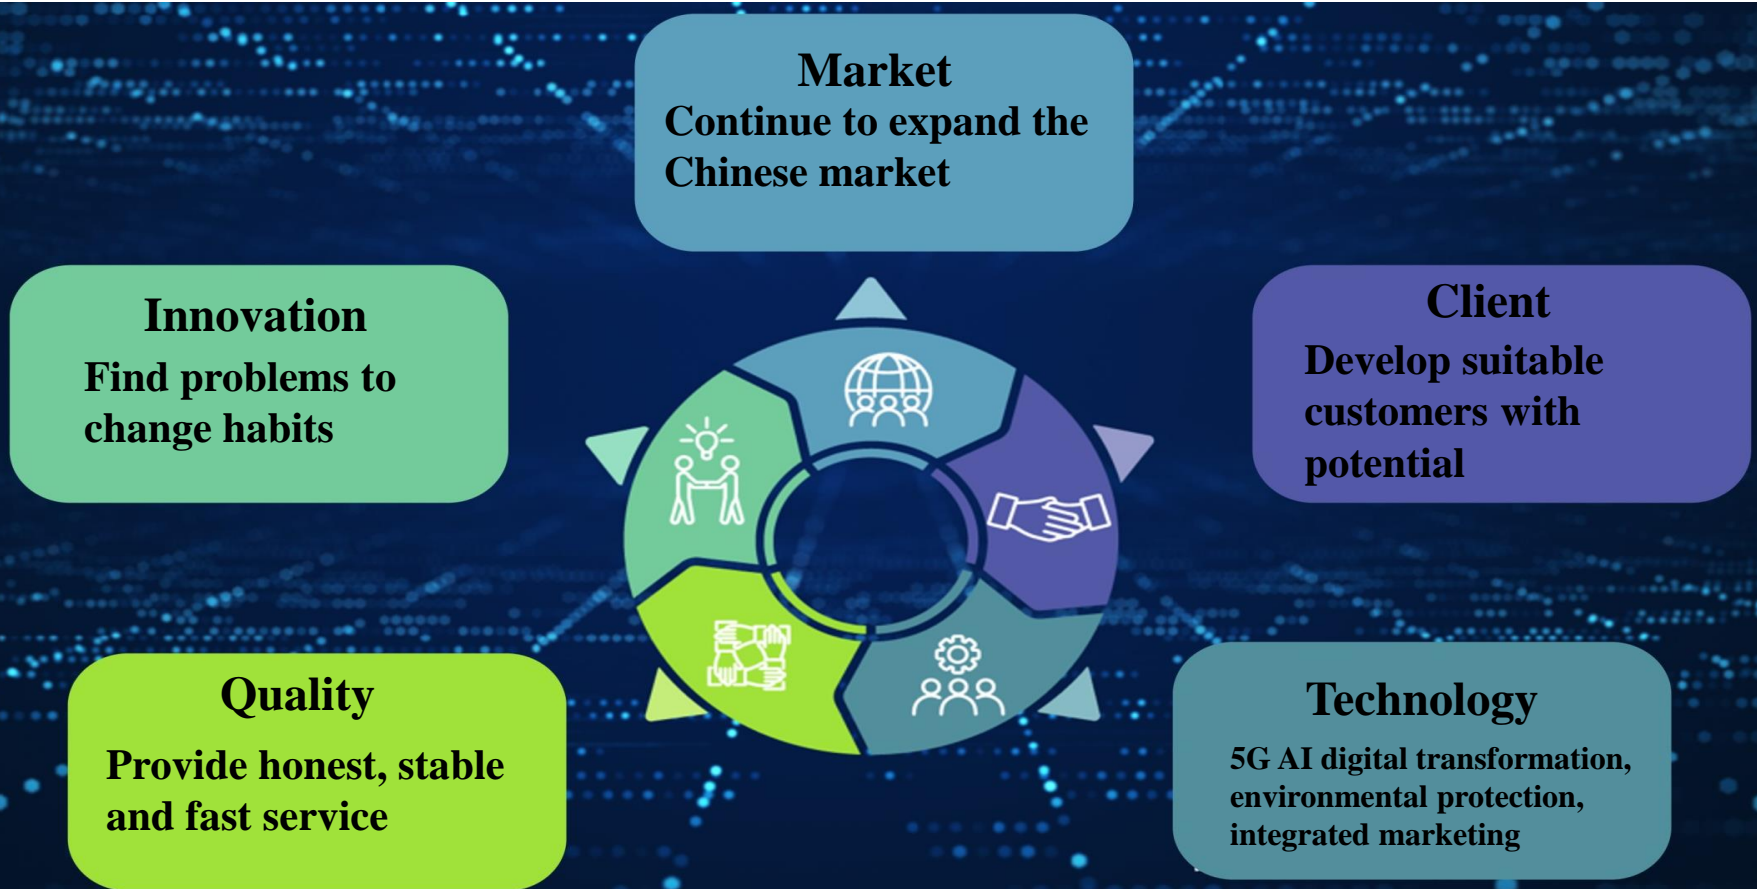 Market
Continue to expand the
Chinese market
Innovation
Find problems to
change habits
Client
Develop suitable
customers with
potential
Quality
Provide honest, stable
and fast service
Technology
5G AI digital transformation,
environmental protection,
integrated marketing